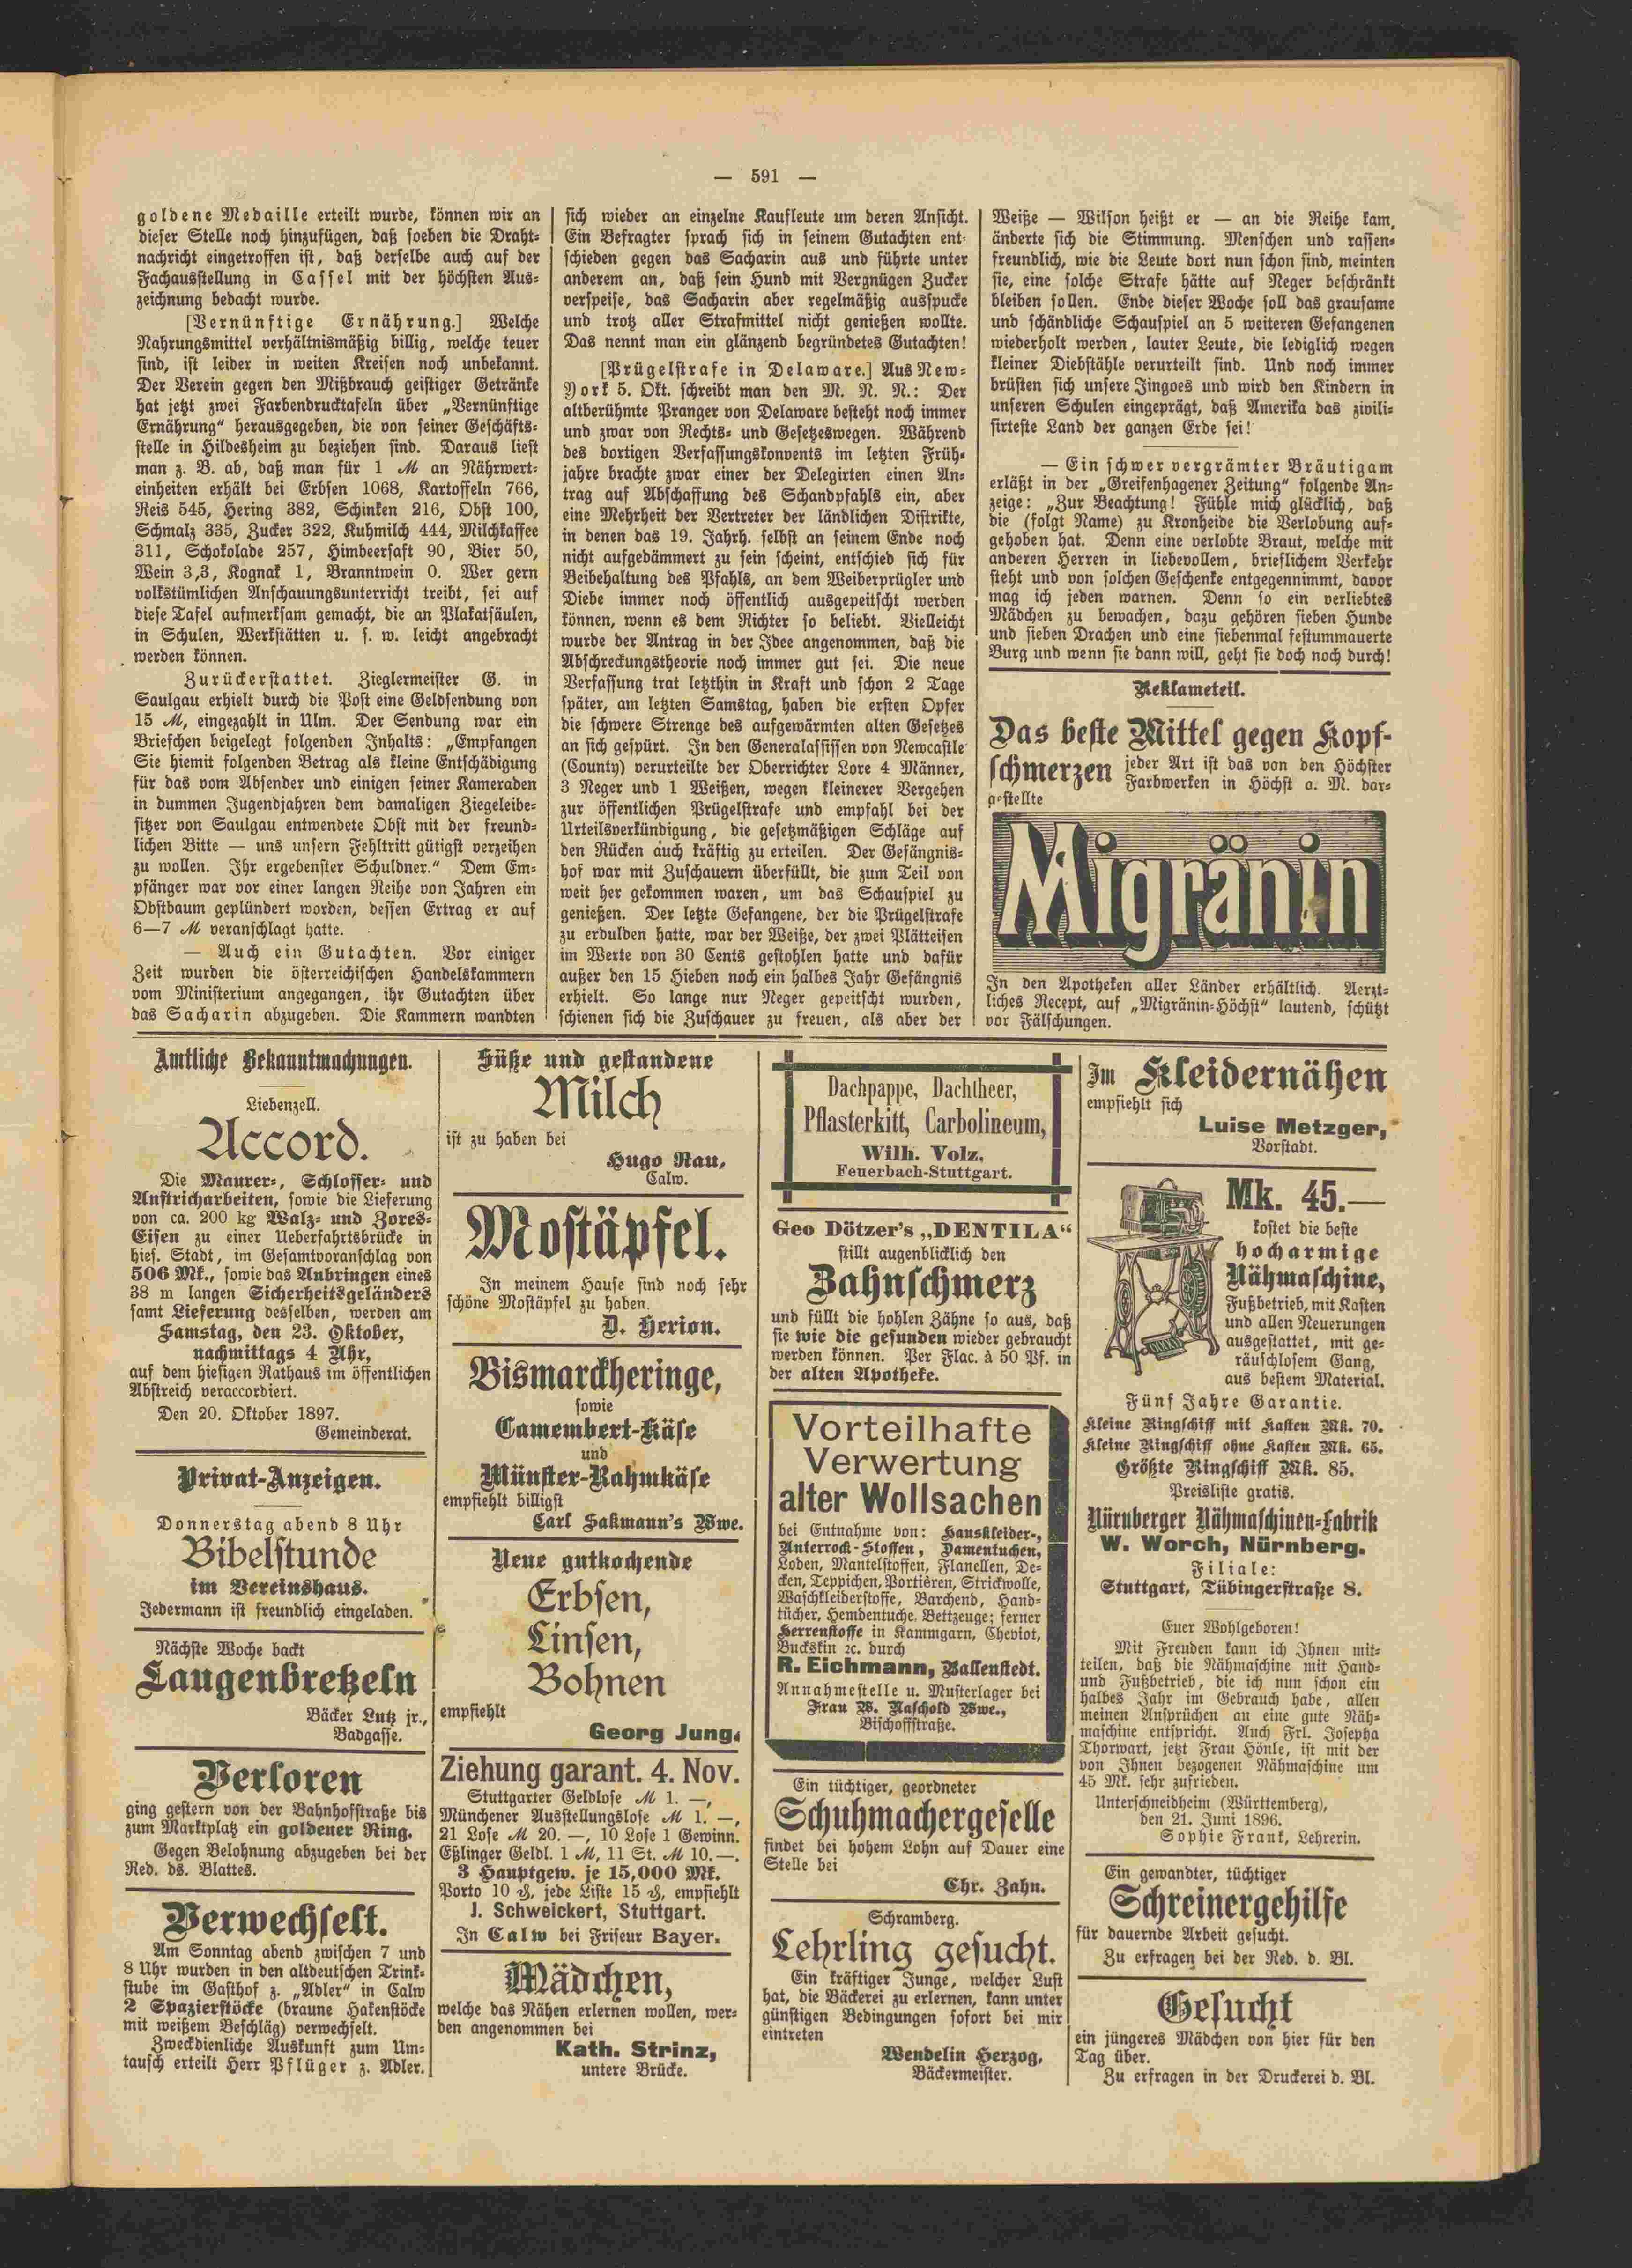 — 591 —
goldene Medaille erteilt wurde, können wir an
dieser Stelle noch hinzufügen, daß soeben die Draht-
nachricht eingetroffen ist, daß derselbe auch auf der
Fachausstellung in Cassel mit der höchsten Aus-
zeichnung bedacht wurde.
[Vernünftige Ernährung.] Welche
Nahrungsmittel verhältnismäßig billig, welche teuer
sind, ist leider in weiten Kreisen noch unbekannt.
Der Verein gegen den Mißbrauch geistiger Getränke
hat jetzt zwei Farbendrucktafeln über „Vernünftige
Ernährung“ herausgegeben, die von seiner Geschäfts-
stelle in Hildesheim zu beziehen sind. Daraus liest
man z. B. ab, daß man für 1 M an Nährwert-
einheiten erhält bei Erbsen 1068, Kartoffeln 766,
Reis 545, Hering 382, Schinken 216, Obst 100,
Schmalz 335, Zucker 322, Kuhmilch 444, Milchkaffee
311, Schokolade 257, Himbeersaft 90, Bier 50,
Wein 3,3, Kognak 1, Branntwein 0. Wer gern
volkstümlichen Anschauungsunterricht treibt, sei auf
diese Tafel aufmerksam gemacht, die an Plakatsäulen,
in Schulen, Werkstätten u. s. w. leicht angebracht
werden können.
Zurückerstattet. Zieglermeister G. in
Saulgau erhielt durch die Post eine Geldsendung von
15 M, eingezahlt in Ulm. Der Sendung war ein
Briefchen beigelegt folgenden Inhalts: „Empfangen
Sie hiemit folgenden Betrag als kleine Entschädigung
für das vom Absender und einigen seiner Kameraden
in dummen Jugendjahren dem damaligen Ziegeleibe-
sitzer von Saulgau entwendete Obst mit der freund-
lichen Bitte — uns unsern Fehltritt gütigst verzeihen
zu wollen. Ihr ergebenster Schuldner.“ Dem Em-
pfänger war vor einer langen Reihe von Jahren ein
Obstbaum geplündert worden, dessen Ertrag er auf
6—7 M veranschlagt hatte.
— Auch ein Gutachten. Vor einiger
Zeit wurden die österreichischen Handelskammern
vom Ministerium angegangen, ihr Gutachten über
das Sacharin abzugeben. Die Kammern wandten
sich wieder an einzelne Kaufleute um deren Ansicht.
Ein Befragter sprach sich in seinem Gutachten ent-
schieden gegen das Sacharin aus und führte unter
anderem an, daß sein Hund mit Vergnügen Zucker
verspeise, das Sacharin aber regelmäßig ausspucke
und trotz aller Strafmittel nicht genießen wollte.
Das nennt man ein glänzend begründetes Gutachten!
[Prügelstrafe in Delaware.] Aus New-
York 5. Okt. schreibt man den M. N. N.: Der
altberühmte Pranger von Delaware besteht noch immer
und zwar von Rechts- und Gesetzeswegen. Während
des dortigen Verfassungskonvents im letzten Früh-
jahre brachte zwar einer der Delegirten einen An-
trag auf Abschaffung des Schandpfahls ein, aber
eine Mehrheit der Vertreter der ländlichen Distrikte,
in denen das 19. Jahrh. selbst an seinem Ende noch
nicht aufgedämmert zu sein scheint, entschied sich für
Beibehaltung des Pfahls, an dem Weiberprügler und
Diebe immer noch öffentlich ausgepeitscht werden
können, wenn es dem Richter so beliebt. Vielleicht
wurde der Antrag in der Idee angenommen, daß die
Abschreckungstheorie noch immer gut sei. Die neue
Verfassung trat letzthin in Kraft und schon 2 Tage
später, am letzten Samstag, haben die ersten Opfer
die schwere Strenge des aufgewärmten alten Gesetzes
an sich gespürt. In den Generalassissen von Newcastle
(County) verurteilte der Oberrichter Lore 4 Männer,
3 Neger und 1 Weißen, wegen kleinerer Vergehen
zur öffentlichen Prügelstrafe und empfahl bei der
Urteilsverkündigung, die gesetzmäßigen Schläge auf
den Rücken auch kräftig zu erteilen. Der Gefängnis-
hof war mit Zuschauern überfüllt, die zum Teil von
weit her gekommen waren, um das Schauspiel zu
genießen. Der letzte Gefangene, der die Prügelstrafe
zu erdulden hatte, war der Weiße, der zwei Plätteisen
im Werte von 30 Cents gestohlen hatte und dafür
außer den 15 Hieben noch ein halbes Jahr Gefängnis
erhielt. So lange nur Neger gepeitscht wurden,
schienen sich die Zuschauer zu freuen, als aber der
Weiße — Wilson heißt er — an die Reihe kam,
änderte sich die Stimmung. Menschen und rassen-
freundlich, wie die Leute dort nun schon sind, meinten
sie, eine solche Strafe hätte auf Neger beschränkt
bleiben sollen. Ende dieser Woche soll das grausame
und schändliche Schauspiel an 5 weiteren Gefangenen
wiederholt werden, lauter Leute, die lediglich wegen
kleiner Diebstähle verurteilt sind. Und noch immer
brüsten sich unsere Jingoes und wird den Kindern in
unseren Schulen eingeprägt, daß Amerika das zivili-
sirteste Land der ganzen Erde sei!
— Ein schwer vergrämter Bräutigam
erläßt in der „Greifenhagener Zeitung“ folgende An-
zeige: „Zur Beachtung! Fühle mich glücklich, daß
die (folgt Name) zu Kronheide die Verlobung auf-
gehoben hat. Denn eine verlobte Braut, welche mit
anderen Herren in liebevollem, brieflichem Verkehr
steht und von solchen Geschenke entgegennimmt, davor
mag ich jeden warnen. Denn so ein verliebtes
Mädchen zu bewachen, dazu gehören sieben Hunde
und sieben Drachen und eine siebenmal festummauerte
Burg und wenn sie dann will, geht sie doch noch durch!
Reklameteil.
Das beste Mittel gegen Kopf-
schmerzen jeder Art ist das von den Höchster
Farbwerken in Höchst a. M. dar-
gestellte
Migränin
In den Apotheken aller Länder erhältlich. Aerzt-
liches Recept, auf „Migränin-Höchst“ lautend, schützt
vor Fälschungen.
Amtliche Bekanntmachungen.
Liebenzell.
Accord.
Die Maurer-, Schlosser- und
Anstricharbeiten, sowie die Lieferung
von ca. 200 kg Walz- und Zores-
Eisen zu einer Ueberfahrtsbrücke in
hies. Stadt, im Gesamtvoranschlag von
506 Mk., sowie das Anbringen eines
38 m langen Sicherheitsgeländers
samt Lieferung desselben, werden am
Samstag, den 23. Oktober,
nachmittags 4 Uhr,
auf dem hiesigen Rathaus im öffentlichen
Abstreich veraccordiert.
Den 20. Oktober 1897.
Gemeinderat.
Privat-Anzeigen.
Donnerstag abend 8 Uhr
Bibelstunde
im Vereinshaus.
Jedermann ist freundlich eingeladen.
Nächste Woche backt
Laugenbretzeln
Bäcker Lutz jr.,
Badgasse.
Verloren
ging gestern von der Bahnhofstraße bis
zum Marktplatz ein goldener Ring.
Gegen Belohnung abzugeben bei der
Red. ds. Blattes.
Verwechselt.
Am Sonntag abend zwischen 7 und
8 Uhr wurden in den altdeutschen Trink-
stube im Gasthof z. „Adler“ in Calw
2 Spazierstöcke (braune Hakenstöcke
mit weißem Beschläg) verwechselt.
Zweckdienliche Auskunft zum Um-
tausch erteilt Herr Pflüger z. Adler.
Süße und gestandene
Milch
ist zu haben bei
Hugo Rau,
Calw.
Mostäpfel.
In meinem Hause sind noch sehr
schöne Mostäpfel zu haben.
D. Herion.
Bismarckheringe,
sowie
Camembert-Käse
und
Münster-Rahmkäse
empfiehlt billigst
Carl Sakmann's Wwe.
Neue gutkochende
Erbsen,
Linsen,
Bohnen
empfiehlt
Georg Jung.
Ziehung garant. 4. Nov.
Stuttgarter Geldlose M 1. —,
Münchener Ausstellungslose M 1. —,
21 Lose M 20. —, 10 Lose 1 Gewinn.
Eßlinger Geldl. 1 M, 11 St. M 10.—.
3 Hauptgew. je 15,000 Mk.
Porto 10 ₰, jede Liste 15 ₰, empfiehlt
J. Schweickert, Stuttgart.
In Calw bei Friseur Bayer.
Mädchen,
welche das Nähen erlernen wollen, wer-
den angenommen bei
Kath. Strinz,
untere Brücke.
Dachpappe, Dachtheer,
Pflasterkitt, Carbolineum,
Wilh. Volz,
Feuerbach-Stuttgart.
Geo Dötzer's „DENTILA“
stillt augenblicklich den
Zahnschmerz
und füllt die hohlen Zähne so aus, daß
sie wie die gesunden wieder gebraucht
werden können. Per Flac. à 50 Pf. in
der alten Apotheke.
Vorteilhafte
Verwertung
alter Wollsachen
bei Entnahme von: Hauskleider-,
Unterrock-Stoffen, Damentuchen,
Loden, Mantelstoffen, Flanellen, De-
cken, Teppichen, Portièren, Strickwolle,
Waschkleiderstoffe, Barchend, Hand-
tücher, Hemdentuche, Bettzeuge; ferner
Herrenstoffe in Kammgarn, Cheviot,
Buckskin ꝛc. durch
R. Eichmann, Ballenstedt.
Annahmestelle u. Musterlager bei
Frau W. Raschold Wwe.,
Bischoffstraße.
Ein tüchtiger, geordneter
Schuhmachergeselle
findet bei hohem Lohn auf Dauer eine
Stelle bei
Chr. Zahn.
Schramberg.
Lehrling gesucht.
Ein kräftiger Junge, welcher Lust
hat, die Bäckerei zu erlernen, kann unter
günstigen Bedingungen sofort bei mir
eintreten
Wendelin Herzog,
Bäckermeister.
Im Kleidernähen
empfiehlt sich
Luise Metzger,
Vorstadt.
Mk. 45.—
kostet die beste
hocharmige
Nähmaschine,
Fußbetrieb, mit Kasten
und allen Neuerungen
ausgestattet, mit ge-
räuschlosem Gang,
aus bestem Material.
Fünf Jahre Garantie.
Kleine Ringschiff mit Kasten Mk. 70.
Kleine Ringschiff ohne Kasten Mk. 65.
Größte Ringschiff Mk. 85.
Preisliste gratis.
Nürnberger Nähmaschinen-Fabrik
W. Worch, Nürnberg.
Filiale:
Stuttgart, Tübingerstraße 8.
Euer Wohlgeboren!
Mit Freuden kann ich Ihnen mit-
teilen, daß die Nähmaschine mit Hand-
und Fußbetrieb, die ich nun schon ein
halbes Jahr im Gebrauch habe, allen
meinen Ansprüchen an eine gute Näh-
maschine entspricht. Auch Frl. Josepha
Thorwart, jetzt Frau Hönle, ist mit der
von Ihnen bezogenen Nähmaschine um
45 Mk. sehr zufrieden.
Unterschneidheim (Württemberg),
den 21. Juni 1896.
Sophie Frank, Lehrerin.
Ein gewandter, tüchtiger
Schreinergehilfe
für dauernde Arbeit gesucht.
Zu erfragen bei der Red. d. Bl.
Gesucht
ein jüngeres Mädchen von hier für den
Tag über.
Zu erfragen in der Druckerei d. Bl.